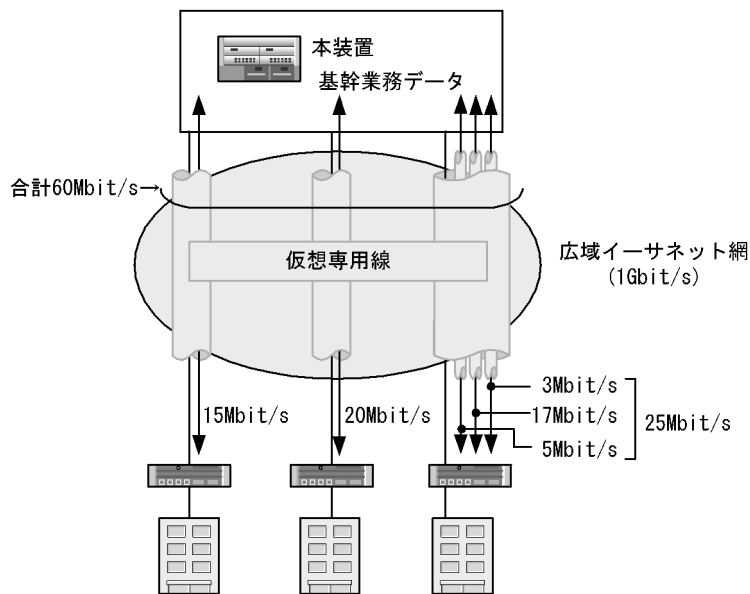 本装置
基幹業務データ
合計60Mbit/s→
仮想専用線
広域イーサネット網
(1Gbit/s)
15Mbit/s
20Mbit/s
3Mbit/s
17Mbit/s
5Mbit/s
25Mbit/s